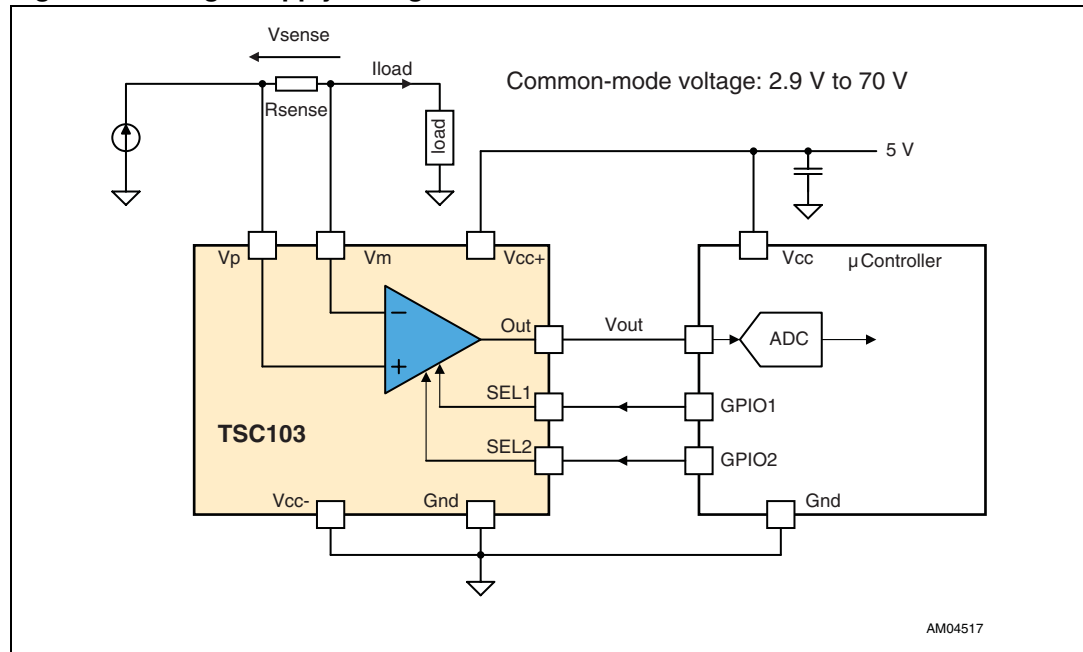 Vsense
Iload
Rsense
load
Common-mode voltage: 2.9 V to 70 V
5 V
Vp
Vm
Vcc+
Vcc
µController
−
+
Out
Vout
ADC
SEL1
GPIO1
TSC103
SEL2
GPIO2
Vcc-
Gnd
Gnd
AM04517